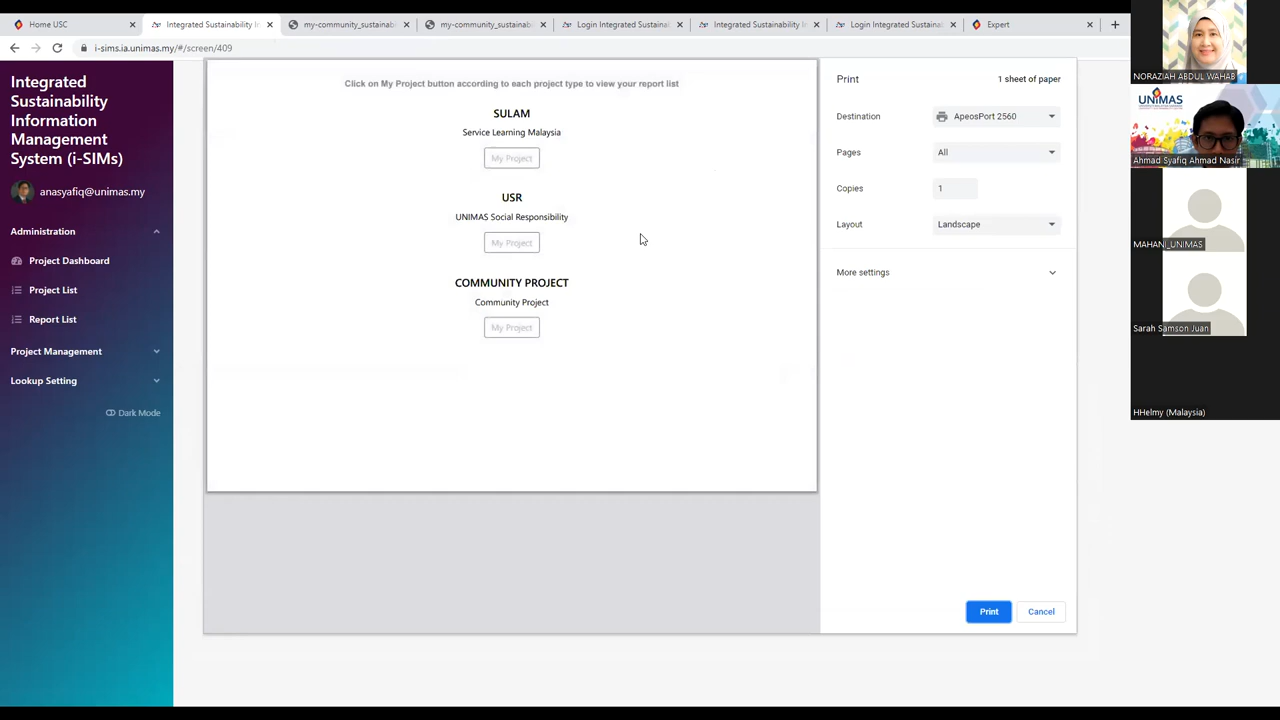 Home USC
Integrated Sustainability In
my-community_sustainab
my-community_sustainab
Login Integrated Sustainab
Integrated Sustainability In
Login Integrated Sustainab
Expert
i-sims.ia.unimas.my/#/screen/409
Integrated
Sustainability
Information
Management
System (i-SIMs)
anasyafiq@unimas.my
Administration
Project Dashboard
Project List
Report List
Project Management
Lookup Setting
Dark Mode
Click on My Project button according to each project type to view your report list
SULAM
Service Learning Malaysia
My Project
USR
UNIMAS Social Responsibility
My Project
COMMUNITY PROJECT
Community Project
My Project
Print
1 sheet of paper
Destination
ApeosPort 2560
Pages
All
Copies
1
Layout
Landscape
More settings
Print
Cancel
NORAZIAH ABDUL WAHAB
UNIMAS
Ahmad Syafiq Ahmad Nasir
MAHANI_UNIMAS
Sarah Samson Juan
HHelmy (Malaysia)